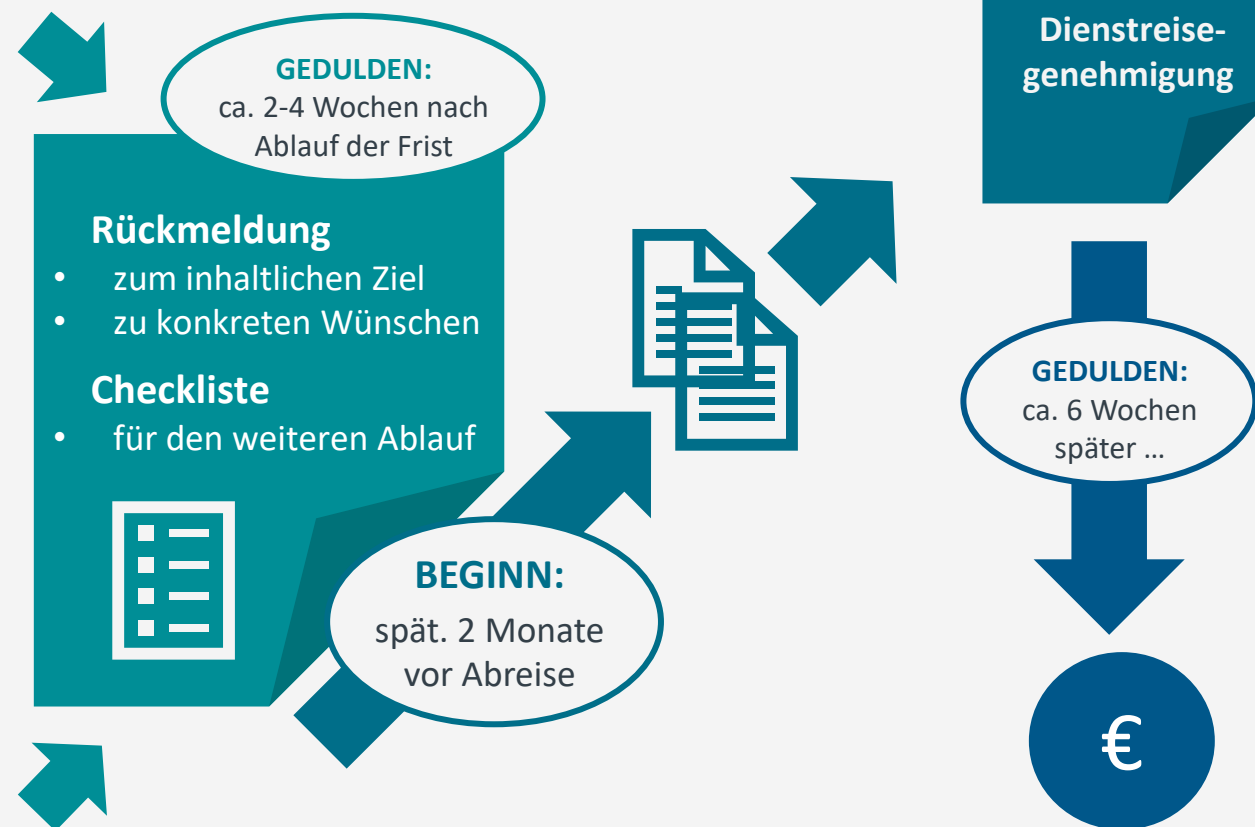 GEDULDEN:
ca. 2-4 Wochen nach
Ablauf der Frist
Rückmeldung
• zum inhaltlichen Ziel
• zu konkreten Wünschen
Checkliste
• für den weiteren Ablauf
BEGINN:
spät. 2 Monate
vor Abreise
Dienstreise-
genehmigung
GEDULDEN:
ca. 6 Wochen
später ...
€